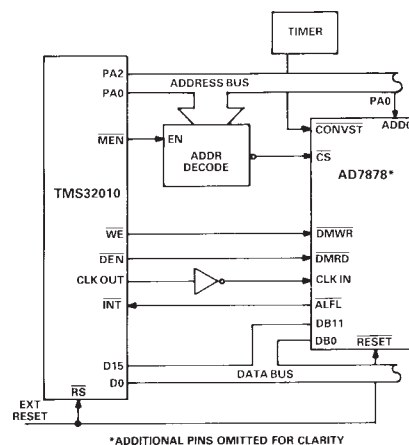 TIMER
PA2
ADDRESS BUS
PA0
PA0
ADD0
MEN
EN
CONVST
ADDR
DECODE
CS
TMS32010
AD7878*
WE
DMWR
DEN
DMRD
CLK OUT
CLK IN
INT
ALFL
DB11
DB0
RESET
D15
DATA BUS
D0
RS
EXT
RESET
*ADDITIONAL PINS OMITTED FOR CLARITY